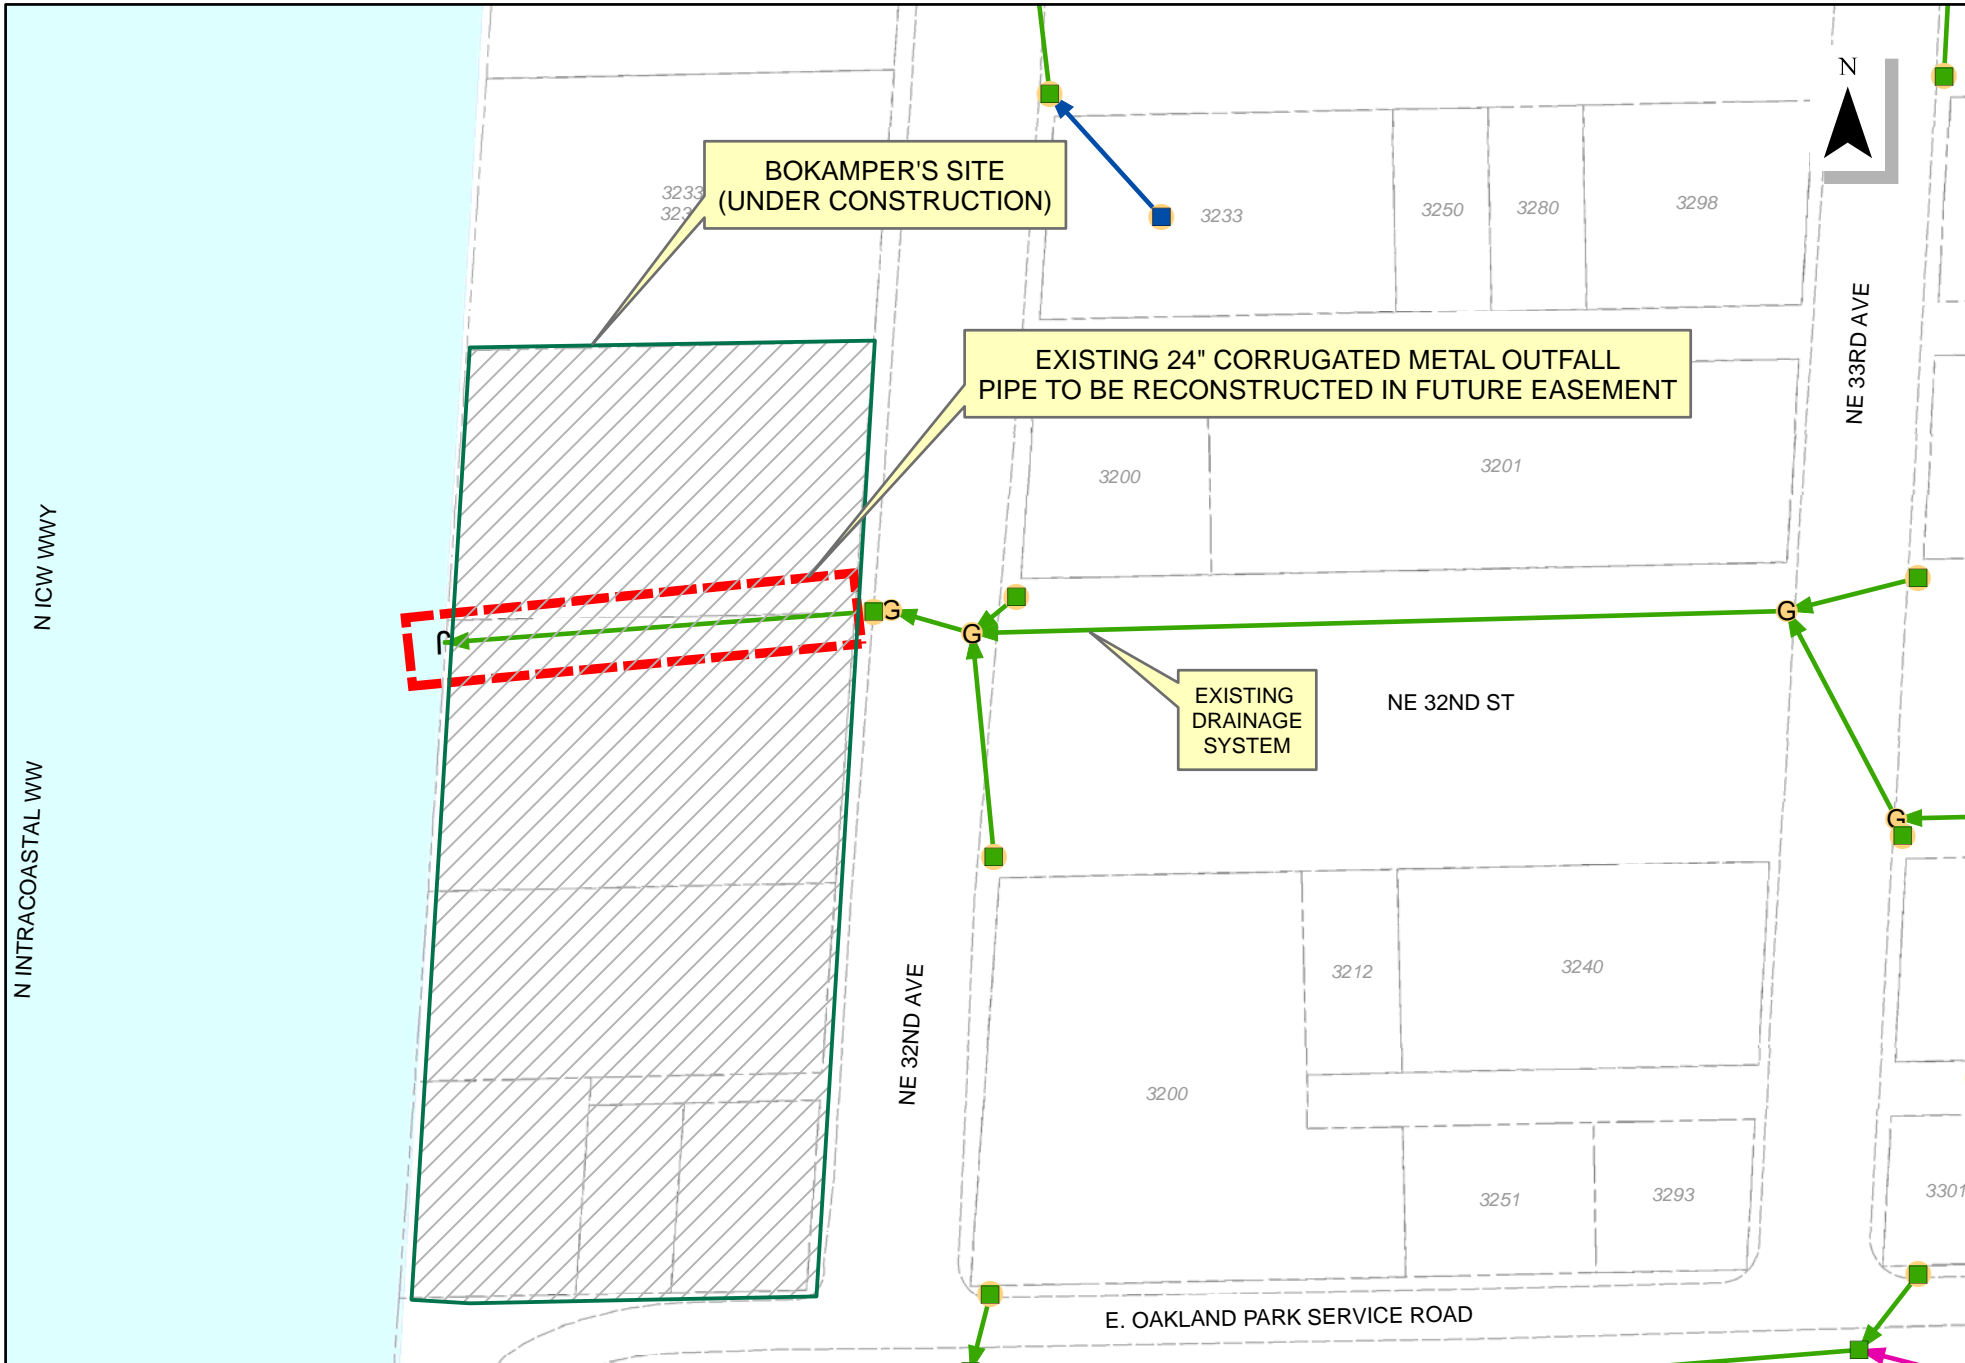 N
BOKAMPER'S SITE
(UNDER CONSTRUCTION)
3233
3233
3250
3280
3298
NE 33RD AVE
EXISTING 24" CORRUGATED METAL OUTFALL
PIPE TO BE RECONSTRUCTED IN FUTURE EASEMENT
3200
3201
N ICW WWY
G
G
G
G
EXISTING
DRAINAGE
SYSTEM
NE 32ND ST
N INTRACOASTAL WW
NE 32ND AVE
3212
3240
3200
3251
3293
3301
E. OAKLAND PARK SERVICE ROAD